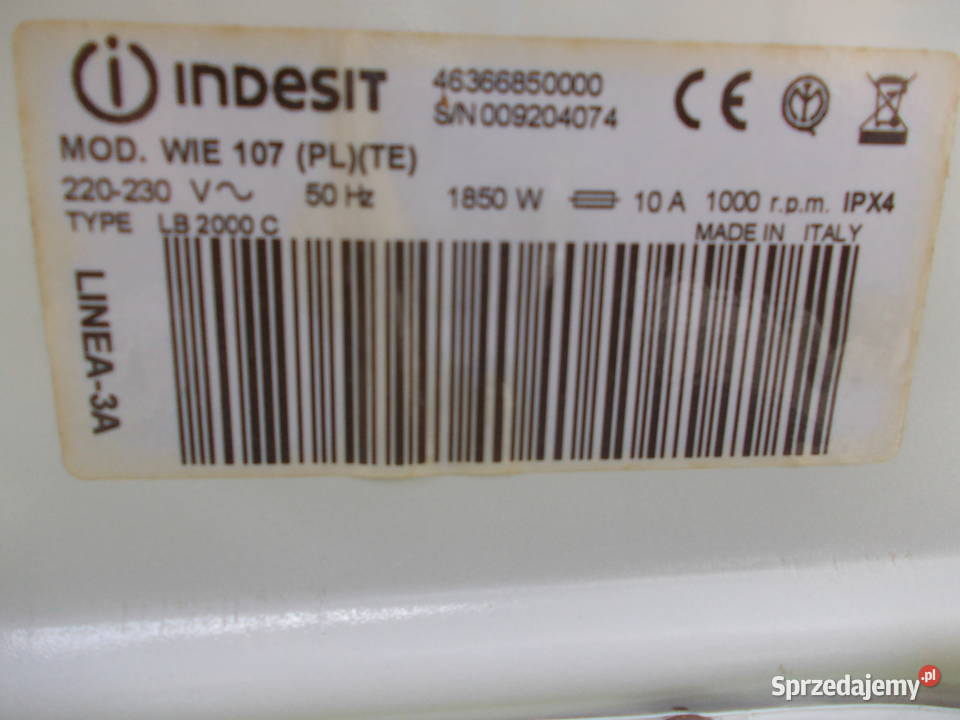 INDESIT
46366850000
S/N 009204074
CE
MOD. WIE 107 (PL)(TE)
220-230 V~ 50 Hz 1850 W 10 A 1000 r.p.m. IPX4
TYPE LB 2000 C
MADE IN ITALY
LINEA-3A
Sprzedajemy.pl